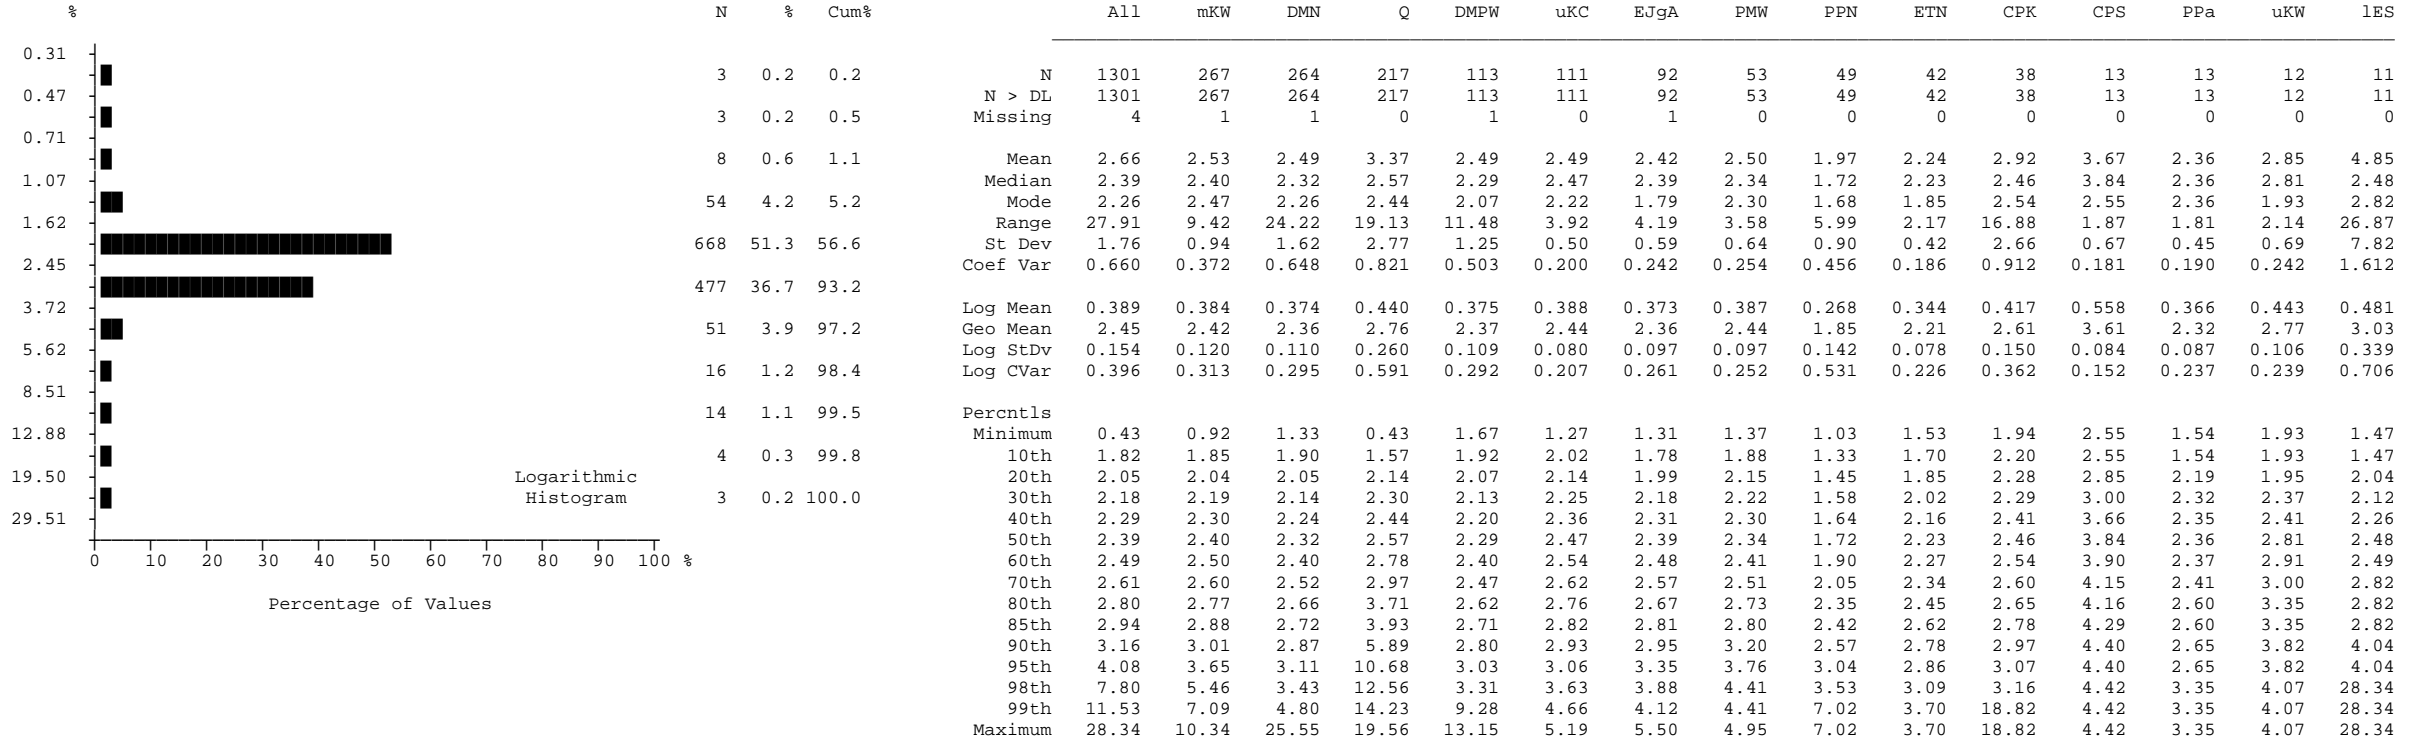 % N % Cum% All mKW DMN Q DMPW uKC EJgA PMW PPN ETN CPK CPS PPa uKW lES
0.31
3 0.2 0.2 N 1301 267 264 217 113 111 92 53 49 42 38 13 13 12 11
0.47 N > DL 1301 267 264 217 113 111 92 53 49 42 38 13 13 12 11
3 0.2 0.5 Missing 4 1 1 0 1 0 1 0 0 0 0 0 0 0 0
0.71
8 0.6 1.1 Mean 2.66 2.53 2.49 3.37 2.49 2.49 2.42 2.50 1.97 2.24 2.92 3.67 2.36 2.85 4.85
1.07 Median 2.39 2.40 2.32 2.57 2.29 2.47 2.39 2.34 1.72 2.23 2.46 3.84 2.36 2.81 2.48
54 4.2 5.2 Mode 2.26 2.47 2.26 2.44 2.07 2.22 1.79 2.30 1.68 1.85 2.54 2.55 2.36 1.93 2.82
1.62 Range 27.91 9.42 24.22 19.13 11.48 3.92 4.19 3.58 5.99 2.17 16.88 1.87 1.81 2.14 26.87
668 51.3 56.6 St Dev 1.76 0.94 1.62 2.77 1.25 0.50 0.59 0.64 0.90 0.42 2.66 0.67 0.45 0.69 7.82
2.45 Coef Var 0.660 0.372 0.648 0.821 0.503 0.200 0.242 0.254 0.456 0.186 0.912 0.181 0.190 0.242 1.612
477 36.7 93.2
3.72 Log Mean 0.389 0.384 0.374 0.440 0.375 0.388 0.373 0.387 0.268 0.344 0.417 0.558 0.366 0.443 0.481
51 3.9 97.2 Geo Mean 2.45 2.42 2.36 2.76 2.37 2.44 2.36 2.44 1.85 2.21 2.61 3.61 2.32 2.77 3.03
5.62 Log StDv 0.154 0.120 0.110 0.260 0.109 0.080 0.097 0.097 0.142 0.078 0.150 0.084 0.087 0.106 0.339
16 1.2 98.4 Log CVar 0.396 0.313 0.295 0.591 0.292 0.207 0.261 0.252 0.531 0.226 0.362 0.152 0.237 0.239 0.706
8.51
14 1.1 99.5 Percntls
12.88 Minimum 0.43 0.92 1.33 0.43 1.67 1.27 1.31 1.37 1.03 1.53 1.94 2.55 1.54 1.93 1.47
4 0.3 99.8 10th 1.82 1.85 1.90 1.57 1.92 2.02 1.78 1.88 1.33 1.70 2.20 2.55 1.54 1.93 1.47
19.50 Logarithmic 20th 2.05 2.04 2.05 2.14 2.07 2.14 1.99 2.15 1.45 1.85 2.28 2.85 2.19 1.95 2.04
Histogram 3 0.2 100.0 30th 2.18 2.19 2.14 2.30 2.13 2.25 2.18 2.22 1.58 2.02 2.29 3.00 2.32 2.37 2.12
29.51 40th 2.29 2.30 2.24 2.44 2.20 2.36 2.31 2.30 1.64 2.16 2.41 3.66 2.35 2.41 2.26
50th 2.39 2.40 2.32 2.57 2.29 2.47 2.39 2.34 1.72 2.23 2.46 3.84 2.36 2.81 2.48
0 10 20 30 40 50 60 70 80 90 100 % 60th 2.49 2.50 2.40 2.78 2.40 2.54 2.48 2.41 1.90 2.27 2.54 3.90 2.37 2.91 2.49
70th 2.61 2.60 2.52 2.97 2.47 2.62 2.57 2.51 2.05 2.34 2.60 4.15 2.41 3.00 2.82
Percentage of Values 80th 2.80 2.77 2.66 3.71 2.62 2.76 2.67 2.73 2.35 2.45 2.65 4.16 2.60 3.35 2.82
85th 2.94 2.88 2.72 3.93 2.71 2.82 2.81 2.80 2.42 2.62 2.78 4.29 2.60 3.35 2.82
90th 3.16 3.01 2.87 5.89 2.80 2.93 2.95 3.20 2.57 2.78 2.97 4.40 2.65 3.82 4.04
95th 4.08 3.65 3.11 10.68 3.03 3.06 3.35 3.76 3.04 2.86 3.07 4.40 2.65 3.82 4.04
98th 7.80 5.46 3.43 12.56 3.31 3.63 3.88 4.41 3.53 3.09 3.16 4.42 3.35 4.07 28.34
99th 11.53 7.09 4.80 14.23 9.28 4.66 4.12 4.41 7.02 3.70 18.82 4.42 3.35 4.07 28.34
Maximum 28.34 10.34 25.55 19.56 13.15 5.19 5.50 4.95 7.02 3.70 18.82 4.42 3.35 4.07 28.34